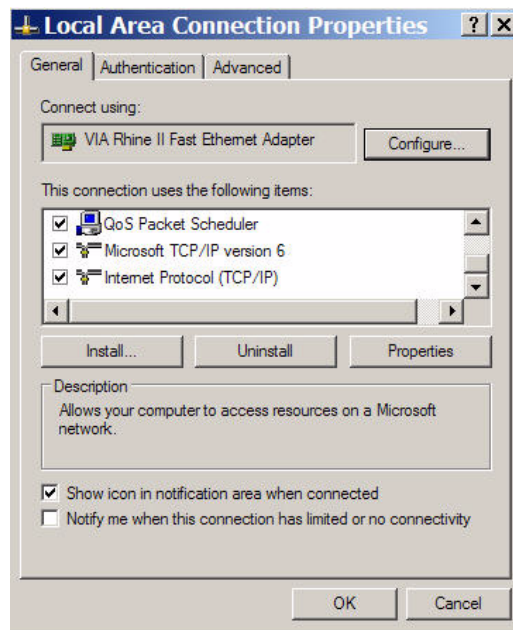 Local Area Connection Properties
General Authentication Advanced
Connect using:
VIA Rhine II Fast Ethernet Adapter Configure...
This connection uses the following items:
QoS Packet Scheduler
Microsoft TCP/IP version 6
Internet Protocol (TCP/IP)
Install... Uninstall Properties
Description
Allows your computer to access resources on a Microsoft
network.
Show icon in notification area when connected
Notify me when this connection has limited or no connectivity
OK Cancel